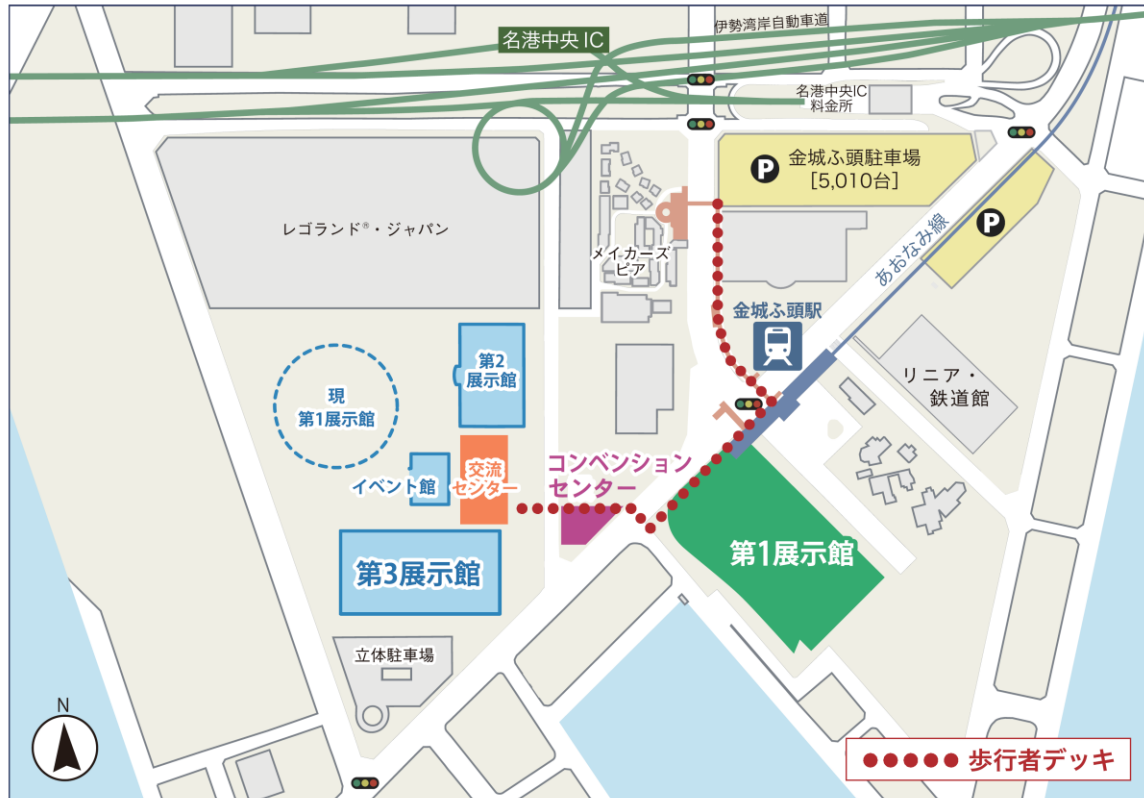 伊勢湾岸自動車道
名港中央 IC
名港中央IC
料金所
P 金城ふ頭駐車場
[5,010台]
P
レゴランド®・ジャパン
メイカーズ
ピア
あおなみ線
金城ふ頭駅
リニア・
鉄道館
第2
展示館
現
第1展示館
イベント館
交流
センター
コンベンション
センター
第1展示館
第3展示館
立体駐車場
N
歩行者デッキ